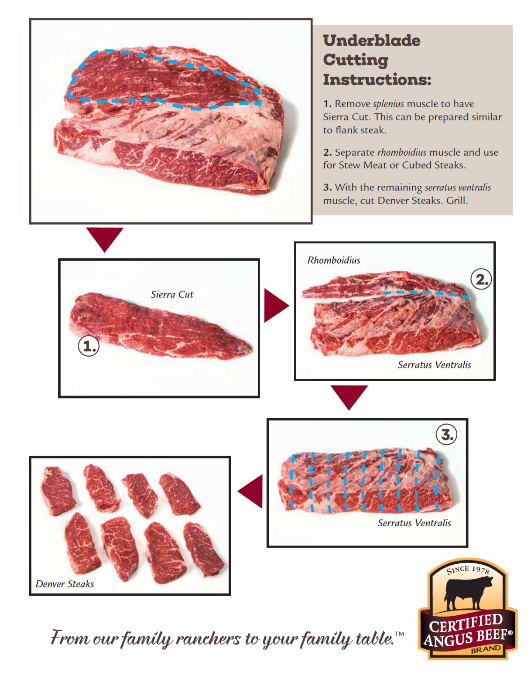 Underblade
Cutting
Instructions:
1. Remove splenius muscle to have
Sierra Cut. This can be prepared similar
to flank steak.
2. Separate rhomboidius muscle and use
for Stew Meat or Cubed Steaks.
3. With the remaining serratus ventralis
muscle, cut Denver Steaks. Grill.
Sierra Cut
1.
Rhomboidius
2.
Serratus Ventralis
3.
Serratus Ventralis
Denver Steaks
From our family ranchers to your family table.™
SINCE 1978
CERTIFIED
ANGUS BEEF®
BRAND